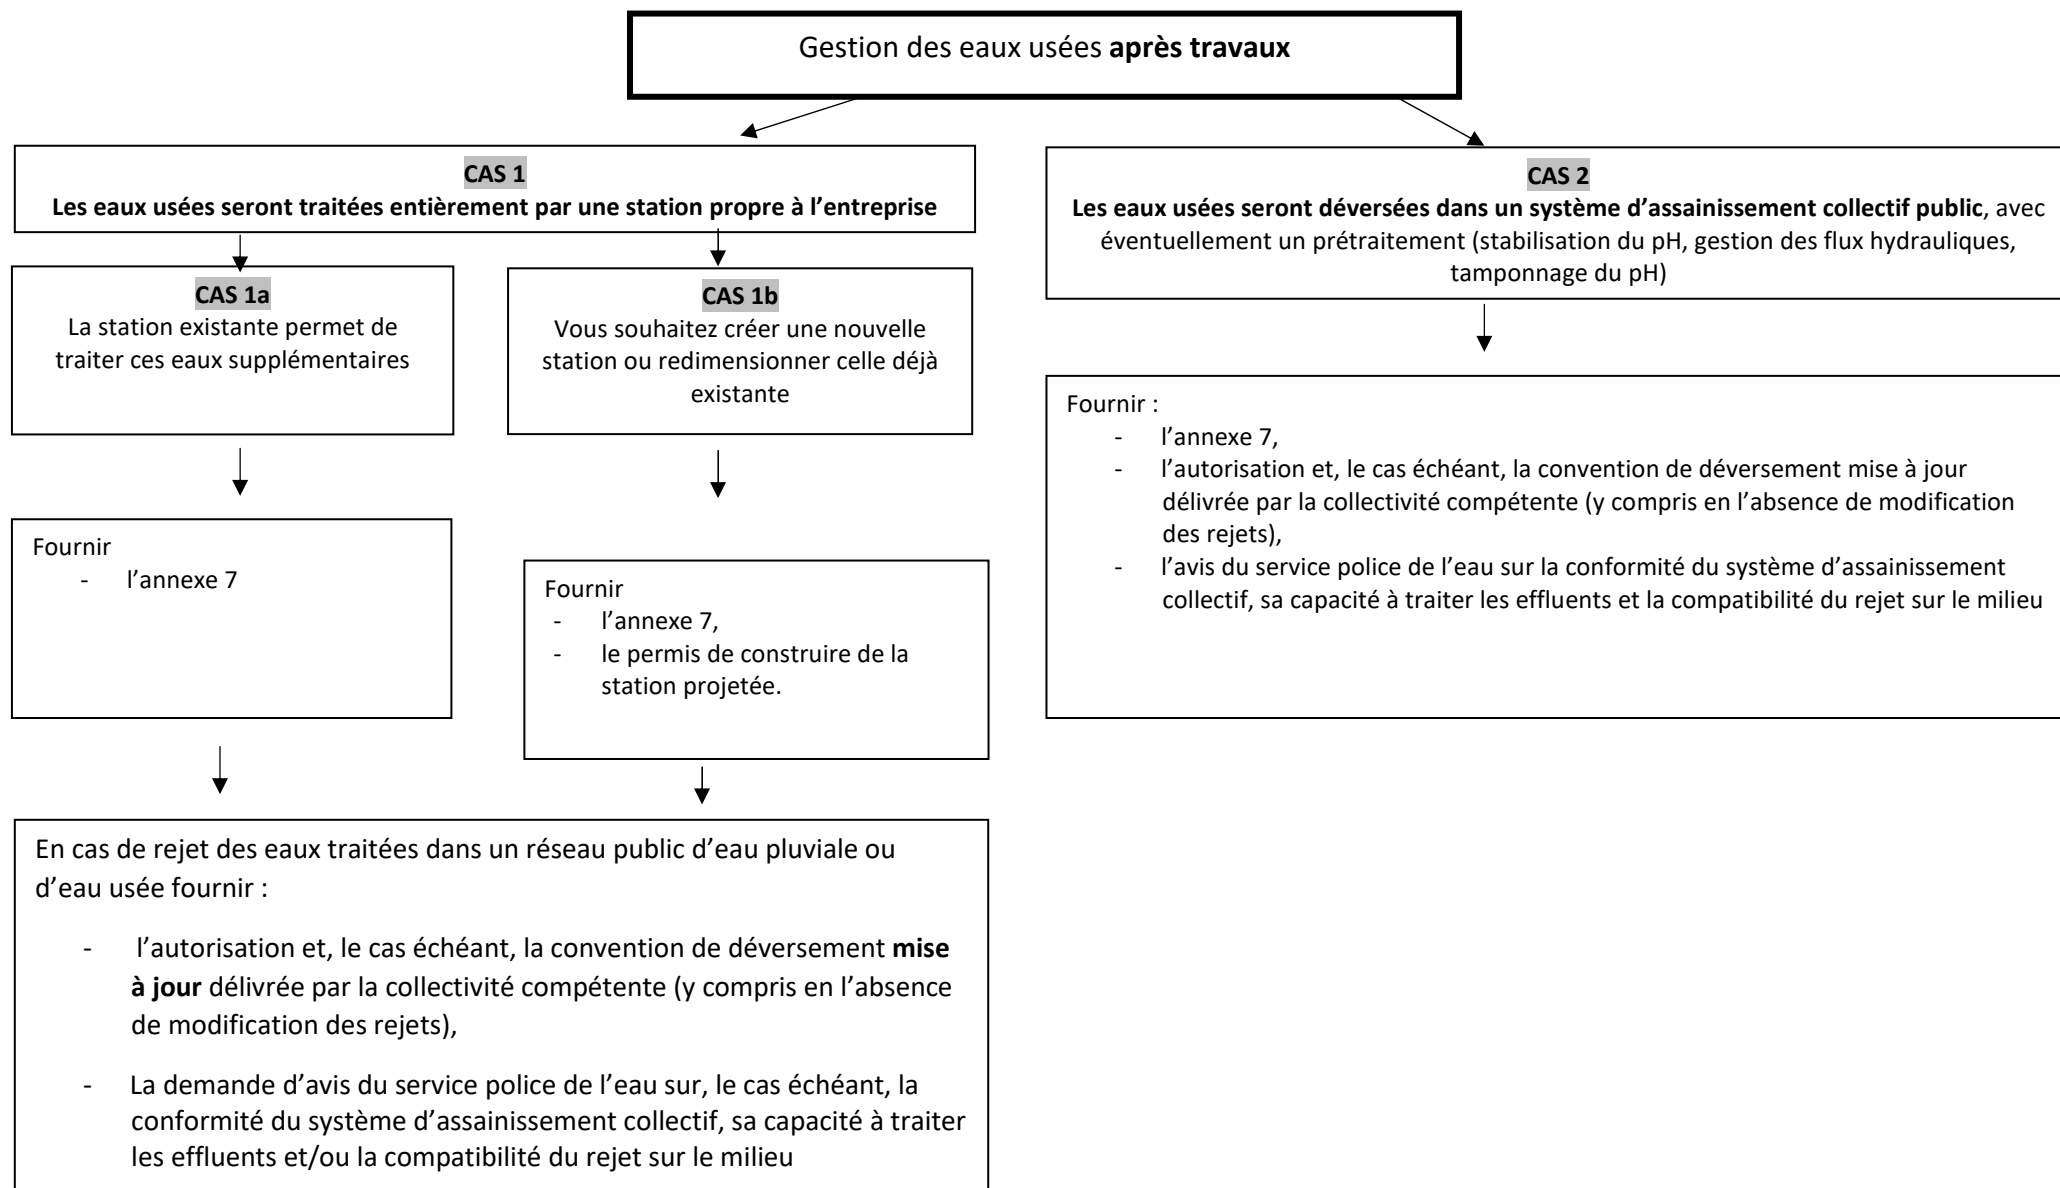 Gestion des eaux usées après travaux
CAS 1
Les eaux usées seront traitées entièrement par une station propre à l’entreprise
CAS 1a
La station existante permet de
traiter ces eaux supplémentaires
Fournir
- l’annexe 7
CAS 1b
Vous souhaitez créer une nouvelle
station ou redimensionner celle déjà
existante
Fournir
- l’annexe 7,
- le permis de construire de la
station projetée.
En cas de rejet des eaux traitées dans un réseau public d’eau pluviale ou
d’eau usée fournir :
- l’autorisation et, le cas échéant, la convention de déversement mise
à jour délivrée par la collectivité compétente (y compris en l’absence
de modification des rejets),
- La demande d’avis du service police de l’eau sur, le cas échéant, la
conformité du système d’assainissement collectif, sa capacité à traiter
les effluents et/ou la compatibilité du rejet sur le milieu
CAS 2
Les eaux usées seront déversées dans un système d’assainissement collectif public, avec
éventuellement un prétraitement (stabilisation du pH, gestion des flux hydrauliques,
tamponnage du pH)
Fournir :
- l’annexe 7,
- l’autorisation et, le cas échéant, la convention de déversement mise à jour
délivrée par la collectivité compétente (y compris en l’absence de modification
des rejets),
- l’avis du service police de l’eau sur la conformité du système d’assainissement
collectif, sa capacité à traiter les effluents et la compatibilité du rejet sur le milieu